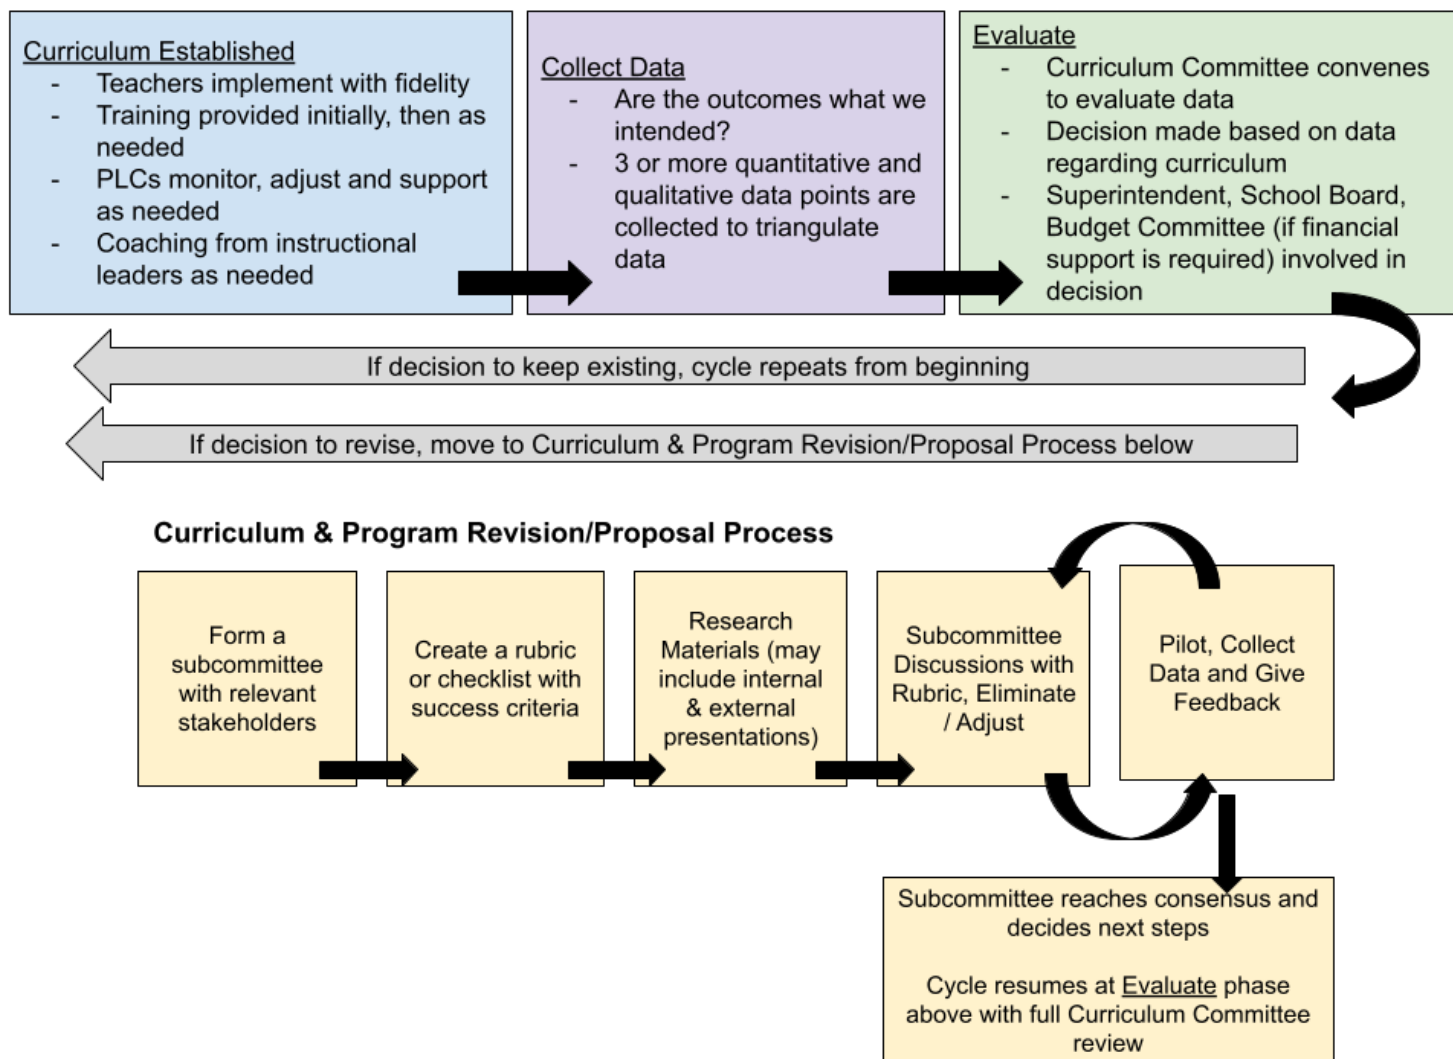 Curriculum Established
- Teachers implement with fidelity
- Training provided initially, then as
needed
- PLCs monitor, adjust and support
as needed
- Coaching from instructional
leaders as needed
Collect Data
- Are the outcomes what we
intended?
- 3 or more quantitative and
qualitative data points are
collected to triangulate
data
Evaluate
- Curriculum Committee convenes
to evaluate data
- Decision made based on data
regarding curriculum
- Superintendent, School Board,
Budget Committee (if financial
support is required) involved in
decision
If decision to keep existing, cycle repeats from beginning
If decision to revise, move to Curriculum & Program Revision/Proposal Process below
Curriculum & Program Revision/Proposal Process
Form a
subcommittee
with relevant
stakeholders
Create a rubric
or checklist with
success criteria
Research
Materials (may
include internal
& external
presentations)
Subcommittee
Discussions with
Rubric, Eliminate
/ Adjust
Pilot, Collect
Data and Give
Feedback
Subcommittee reaches consensus and
decides next steps
Cycle resumes at Evaluate phase
above with full Curriculum Committee
review